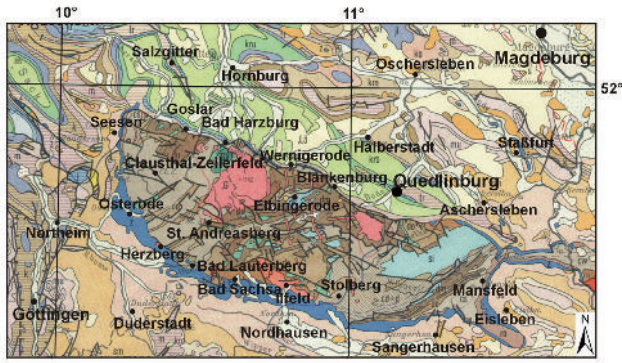 10°
11°
Salzgitter
Magdeburg
Hornburg
Oschersleben
52°
Goslar
Seesen
Bad Harzburg
Halberstadt
Staßfurt
Wernigerode
Clausthal-Zellerfeld
Blankenburg
Quedlinburg
Elbingerode
Osterode
Aschersleben
St. Andreasberg
Northeim
Herzberg
Bad Lauterberg
Bad Sachsa
Stolberg
Mansfeld
Ilfeld
Göttingen
Duderstadt
Nordhausen
Eisleben
Sangerhausen
N